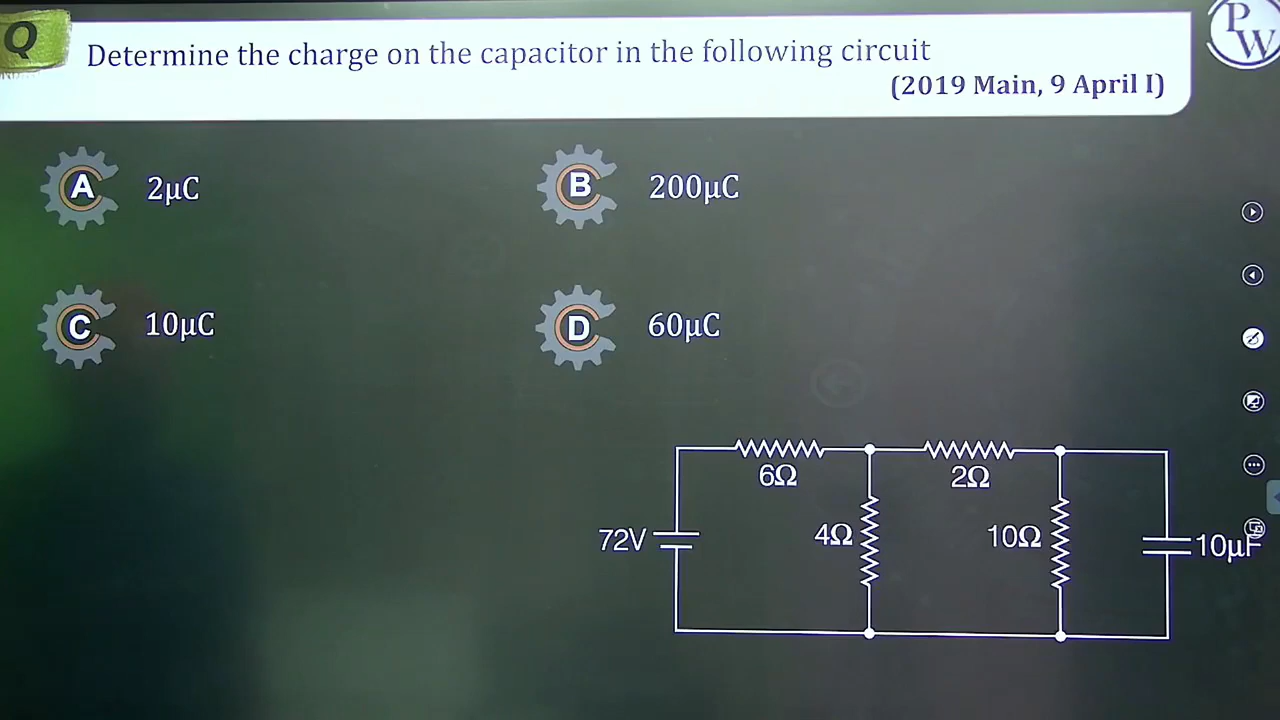 Q
Determine the charge on the capacitor in the following circuit
(2019 Main, 9 April I)
PW
A 2μC
B 200μC
C 10μC
D 60μC
6Ω
2Ω
72V
4Ω
10Ω
10μF